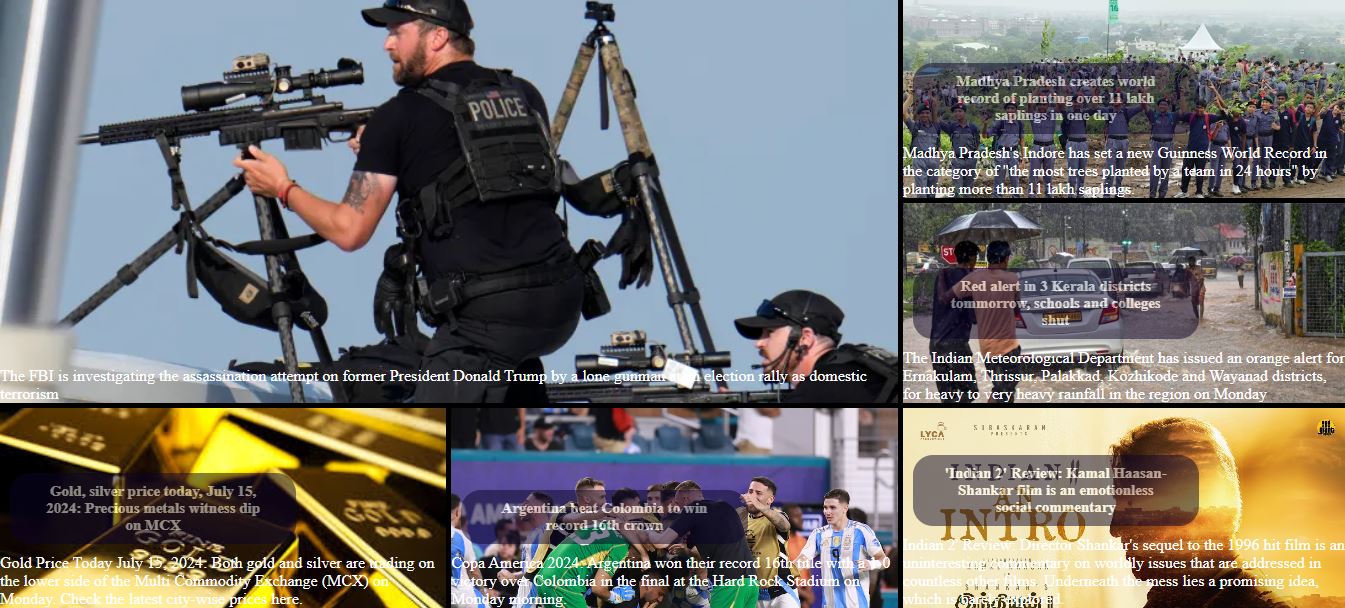 POLICE
The FBI is investigating the assassination attempt on former President Donald Trump by a lone gunman at an election rally as domestic
terrorism
16
Madhya Pradesh creates world
record of planting over 11 lakh
saplings in one day
Madhya Pradesh's Indore has set a new Guinness World Record in
the category of "the most trees planted by a team in 24 hours" by
planting more than 11 lakh saplings.
STOP
Red alert in 3 Kerala districts
tommorrow, schools and colleges
shut
The Indian Meteorological Department has issued an orange alert for
Ernakulam, Thrissur, Palakkad, Kozhikode and Wayanad districts,
for heavy to very heavy rainfall in the region on Monday
Gold, silver price today, July 15,
2024: Precious metals witness dip
on MCX
GOLD
Gold Price Today July 15, 2024: Both gold and silver are trading on
the lower side of the Multi Commodity Exchange (MCX) on
Monday. Check the latest city-wise prices here.
Argentina beat Colombia to win
record 16th crown
Copa America 2024: Argentina won their record 16th title with a 1-0
victory over Colombia in the final at the Hard Rock Stadium on
Monday morning.
LYCA
SUBASKARAN
PRESENTS
INDIAN
'Indian 2' Review: Kamal Haasan-
Shankar film is an emotionless
social commentary
AN
INTRO
Indian 2' Review: Director Shankar's sequel to the 1996 hit film is an
uninteresting commentary on worldly issues that are addressed in
countless other films. Underneath the mess lies a promising idea,
which is barely explored.